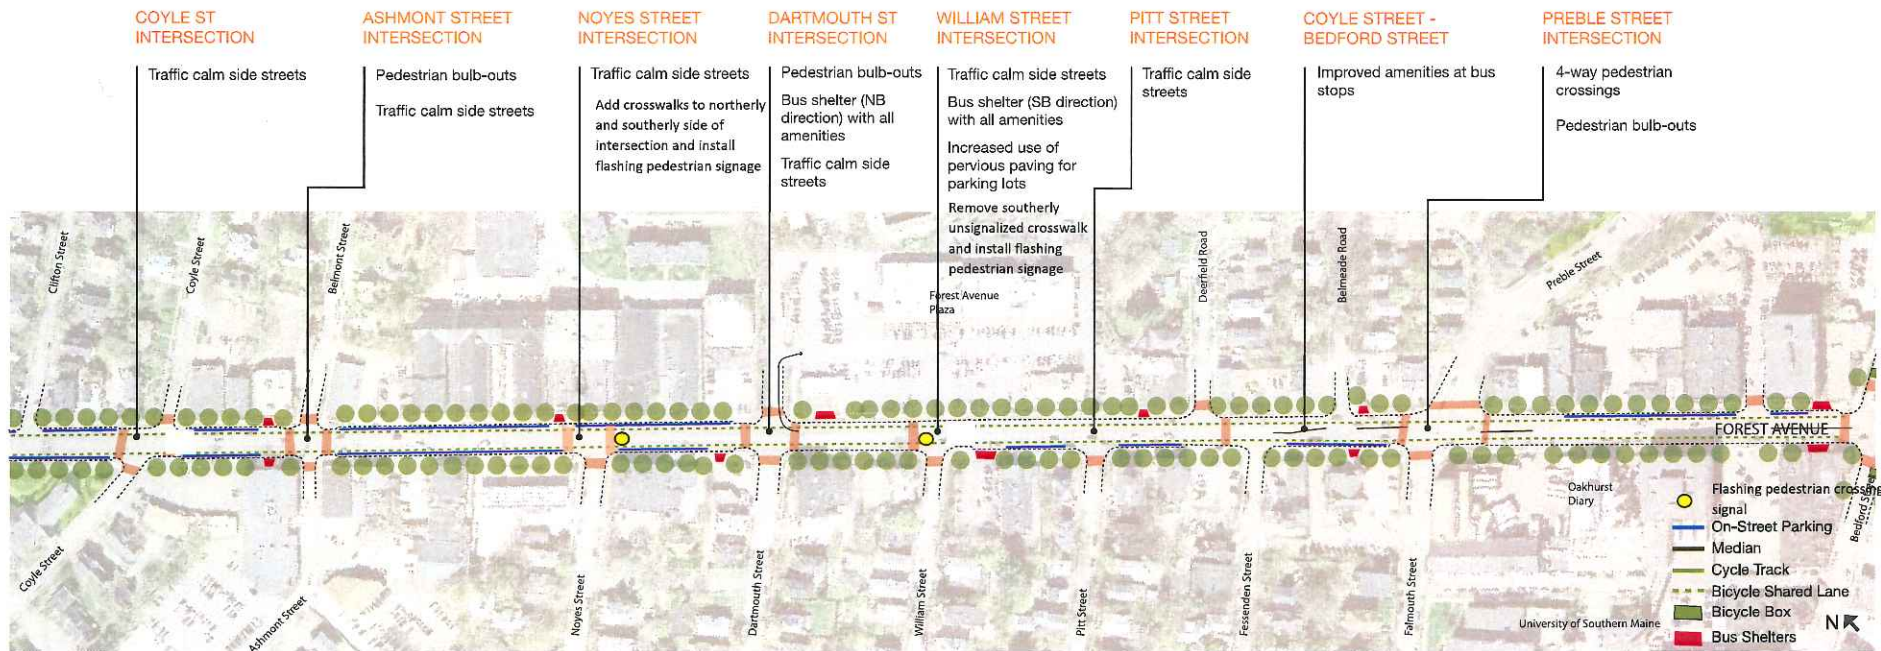 COYLE ST
INTERSECTION
Traffic calm side streets
ASHMONT STREET
INTERSECTION
Pedestrian bulb-outs
Traffic calm side streets
NOYES STREET
INTERSECTION
Traffic calm side streets
Add crosswalks to northerly
and southerly side of
intersection and install
flashing pedestrian signage
DARTMOUTH ST
INTERSECTION
Pedestrian bulb-outs
Bus shelter (NB
direction) with all
amenities
Traffic calm side
streets
WILLIAM STREET
INTERSECTION
Traffic calm side streets
Bus shelter (SB direction)
with all amenities
Increased use of
pervious paving for
parking lots
Remove southerly
unsignalized crosswalk
and install flashing
pedestrian signage
PITT STREET
INTERSECTION
Traffic calm side
streets
COYLE STREET -
BEDFORD STREET
Improved amenities at bus
stops
PREBLE STREET
INTERSECTION
4-way pedestrian
crossings
Pedestrian bulb-outs
Clifton Street
Coyle Street
Belmont Street
Forest Avenue
Plaza
Deerfield Road
Belmeade Road
Preble Street
FOREST AVENUE
Coyle Street
Ashmont Street
Noyes Street
Dartmouth Street
William Street
Pitt Street
Fessenden Street
Falmouth Street
Oakhurst
Diary
University of Southern Maine
Bedford Street
Flashing pedestrian crossing
signal
On-Street Parking
Median
Cycle Track
Bicycle Shared Lane
Bicycle Box
Bus Shelters
N